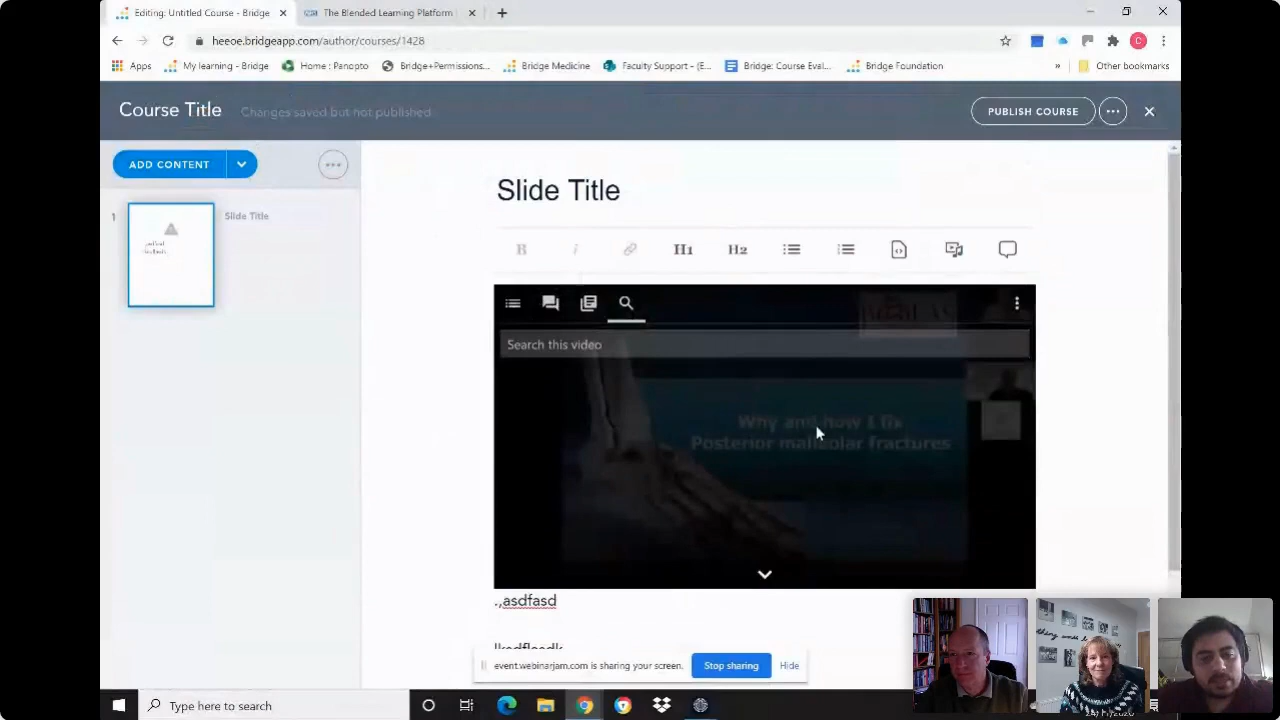 Editing: Untitled Course - Bridge
The Blended Learning Platform
heeoe.bridgeapp.com/author/courses/1428
Apps
My learning - Bridge
Home : Panopto
Bridge+Permissions...
Bridge Medicine
Faculty Support - (E...
Bridge: Course Eval...
Bridge Foundation
»
Other bookmarks
Course Title
Changes saved but not published
PUBLISH COURSE
ADD CONTENT
1
Slide Title
Slide Title
B
i
H1
H2
Search this video
Why and how I fix
Posterior malleolar fractures
.,asdfasd
event.webinarjam.com is sharing your screen.
Stop sharing
Hide
Type here to search